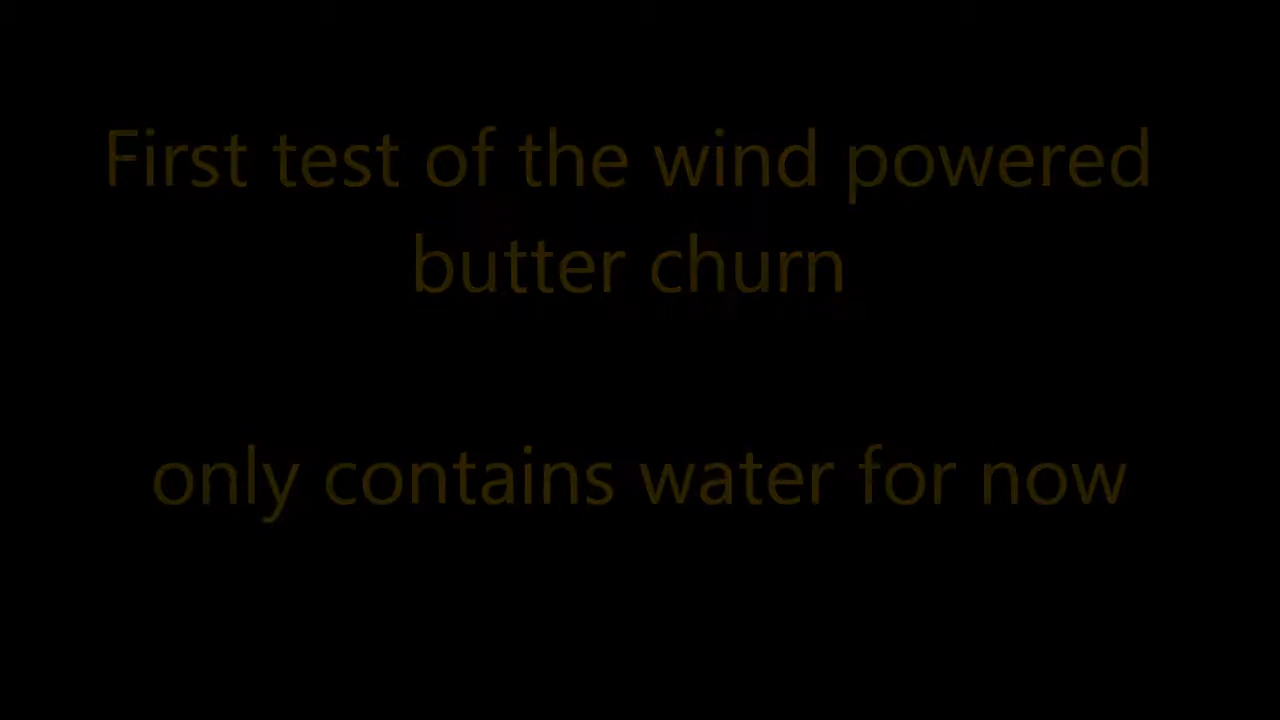 First test of the wind powered
butter churn
only contains water for now